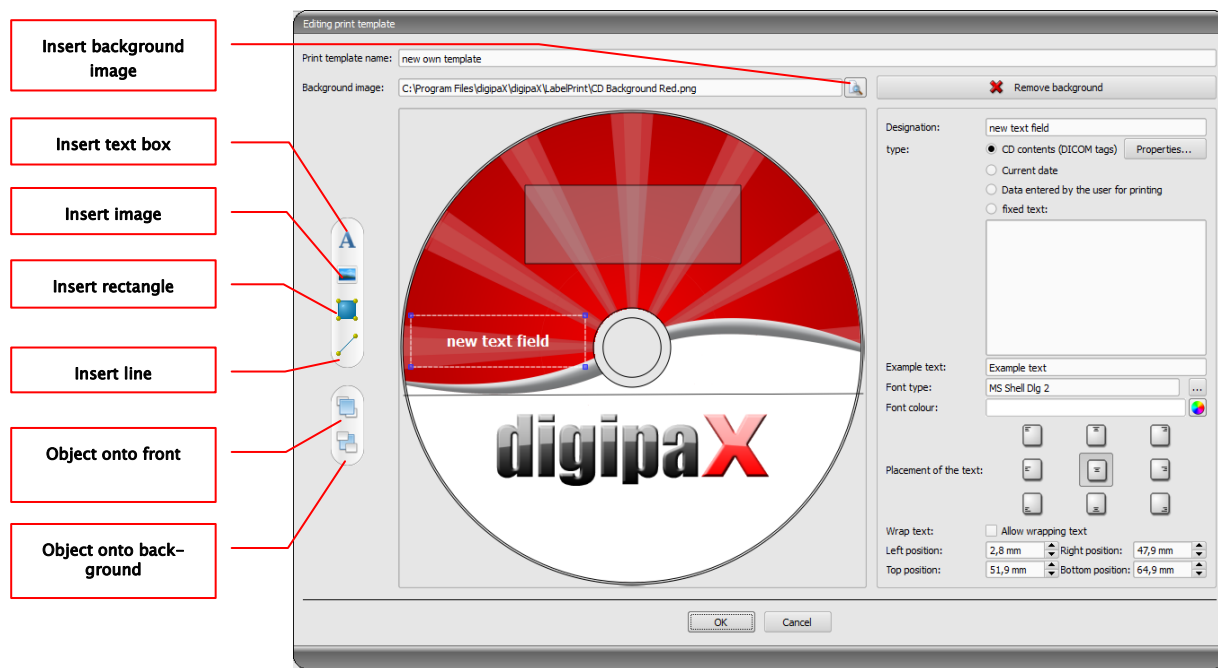 Editing print template
Insert background
image
Print template name: new own template
Background image: C:\Program Files\digipaX\digipaX\LabelPrint\CD Background Red.png
Remove background
Insert text box
Designation: new text field
type: CD contents (DICOM tags) Properties...
Current date
Data entered by the user for printing
fixed text:
Insert image
A
Insert rectangle
new text field
Insert line
Example text: Example text
Font type: MS Shell Dlg 2 ...
Font colour:
digipaX
Object onto front
Placement of the text:
Object onto back-
ground
Wrap text: Allow wrapping text
Left position: 2,8 mm Right position: 47,9 mm
Top position: 51,9 mm Bottom position: 64,9 mm
OK Cancel